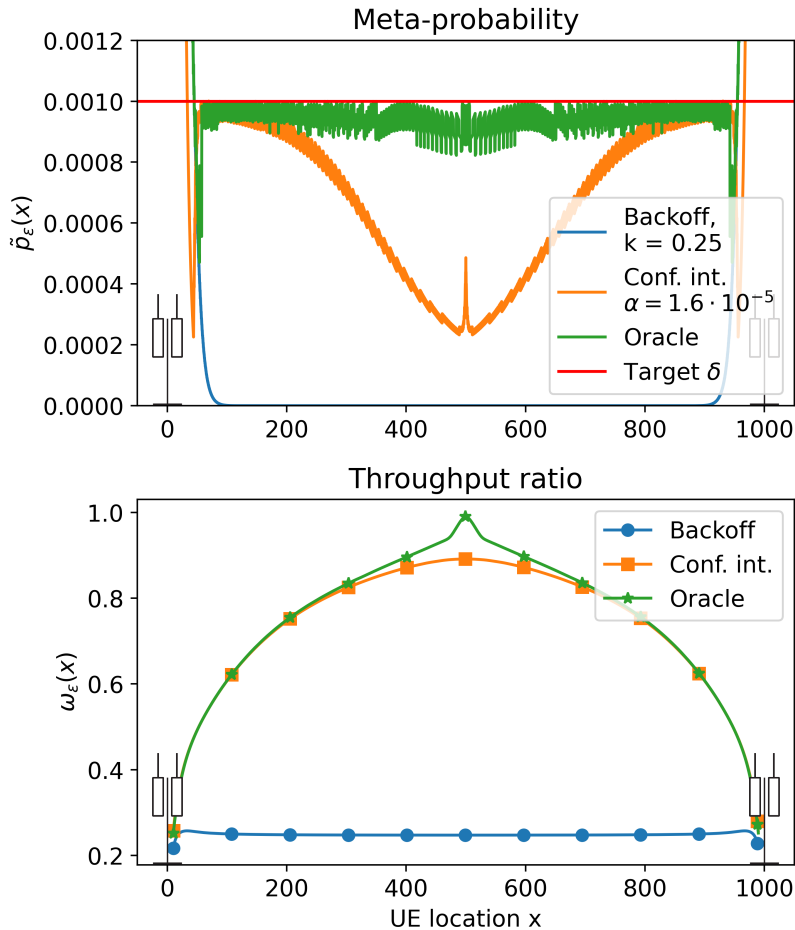 Meta-probability
0.0012
0.0010
0.0008
0.0006
0.0004
0.0002
0.0000
p̃ε(x)
Backoff,
k = 0.25
Conf. int.
α = 1.6 · 10⁻⁵
Oracle
Target δ
0 200 400 600 800 1000
Throughput ratio
1.0
0.8
0.6
0.4
0.2
ωε(x)
Backoff
Conf. int.
Oracle
0 200 400 600 800 1000
UE location x